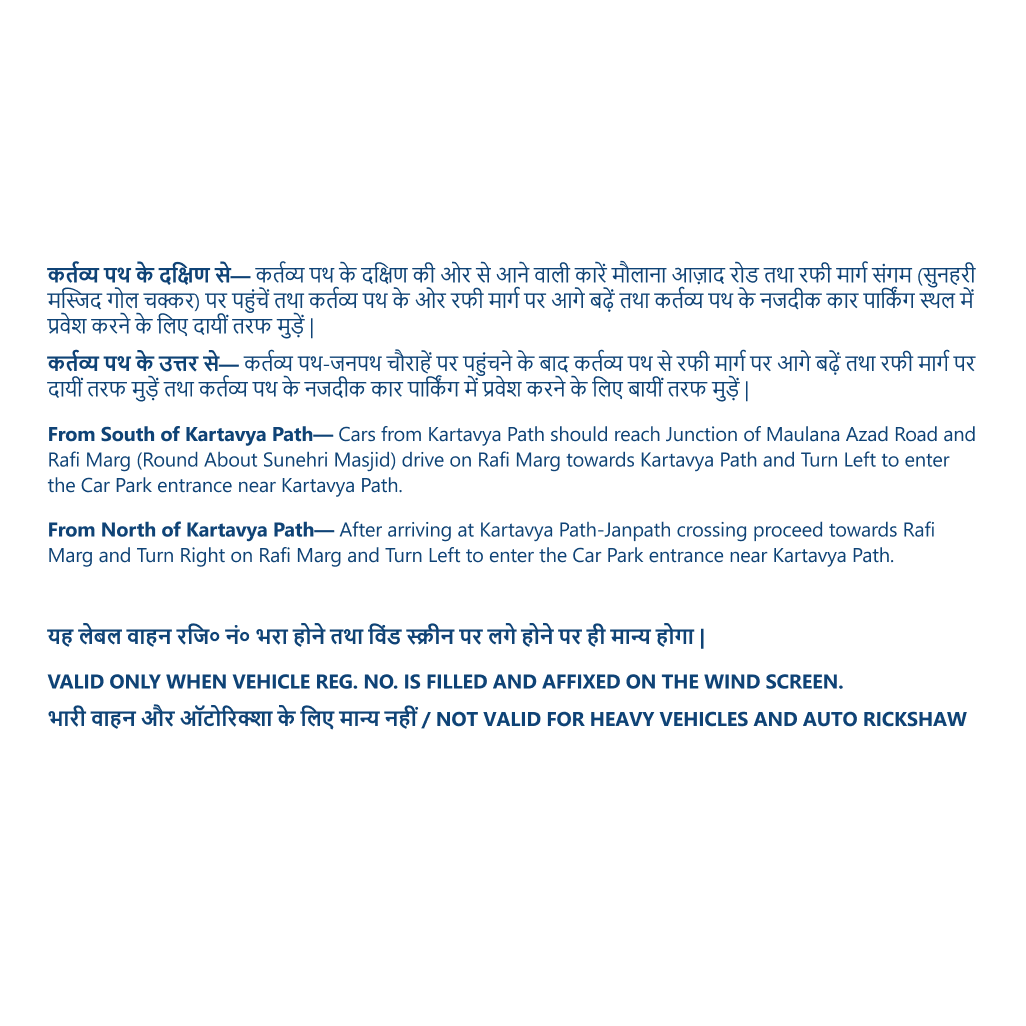 कर्तव्य पथ के दक्षिण से— कर्तव्य पथ के दक्षिण की ओर से आने वाली कारें मौलाना आज़ाद रोड तथा रफी मार्ग संगम (सुनहरी
मस्जिद गोल चक्कर) पर पहुंचें तथा कर्तव्य पथ के ओर रफी मार्ग पर आगे बढ़ें तथा कर्तव्य पथ के नजदीक कार पार्किंग स्थल में
प्रवेश करने के लिए दायीं तरफ मुड़ें |
कर्तव्य पथ के उत्तर से— कर्तव्य पथ-जनपथ चौराहें पर पहुंचने के बाद कर्तव्य पथ से रफी मार्ग पर आगे बढ़ें तथा रफी मार्ग पर
दायीं तरफ मुड़ें तथा कर्तव्य पथ के नजदीक कार पार्किंग में प्रवेश करने के लिए बायीं तरफ मुड़ें |
From South of Kartavya Path— Cars from Kartavya Path should reach Junction of Maulana Azad Road and
Rafi Marg (Round About Sunehri Masjid) drive on Rafi Marg towards Kartavya Path and Turn Left to enter
the Car Park entrance near Kartavya Path.
From North of Kartavya Path— After arriving at Kartavya Path-Janpath crossing proceed towards Rafi
Marg and Turn Right on Rafi Marg and Turn Left to enter the Car Park entrance near Kartavya Path.
यह लेबल वाहन रजि० नं० भरा होने तथा विंड स्क्रीन पर लगे होने पर ही मान्य होगा |
VALID ONLY WHEN VEHICLE REG. NO. IS FILLED AND AFFIXED ON THE WIND SCREEN.
भारी वाहन और ऑटोरिक्शा के लिए मान्य नहीं / NOT VALID FOR HEAVY VEHICLES AND AUTO RICKSHAW